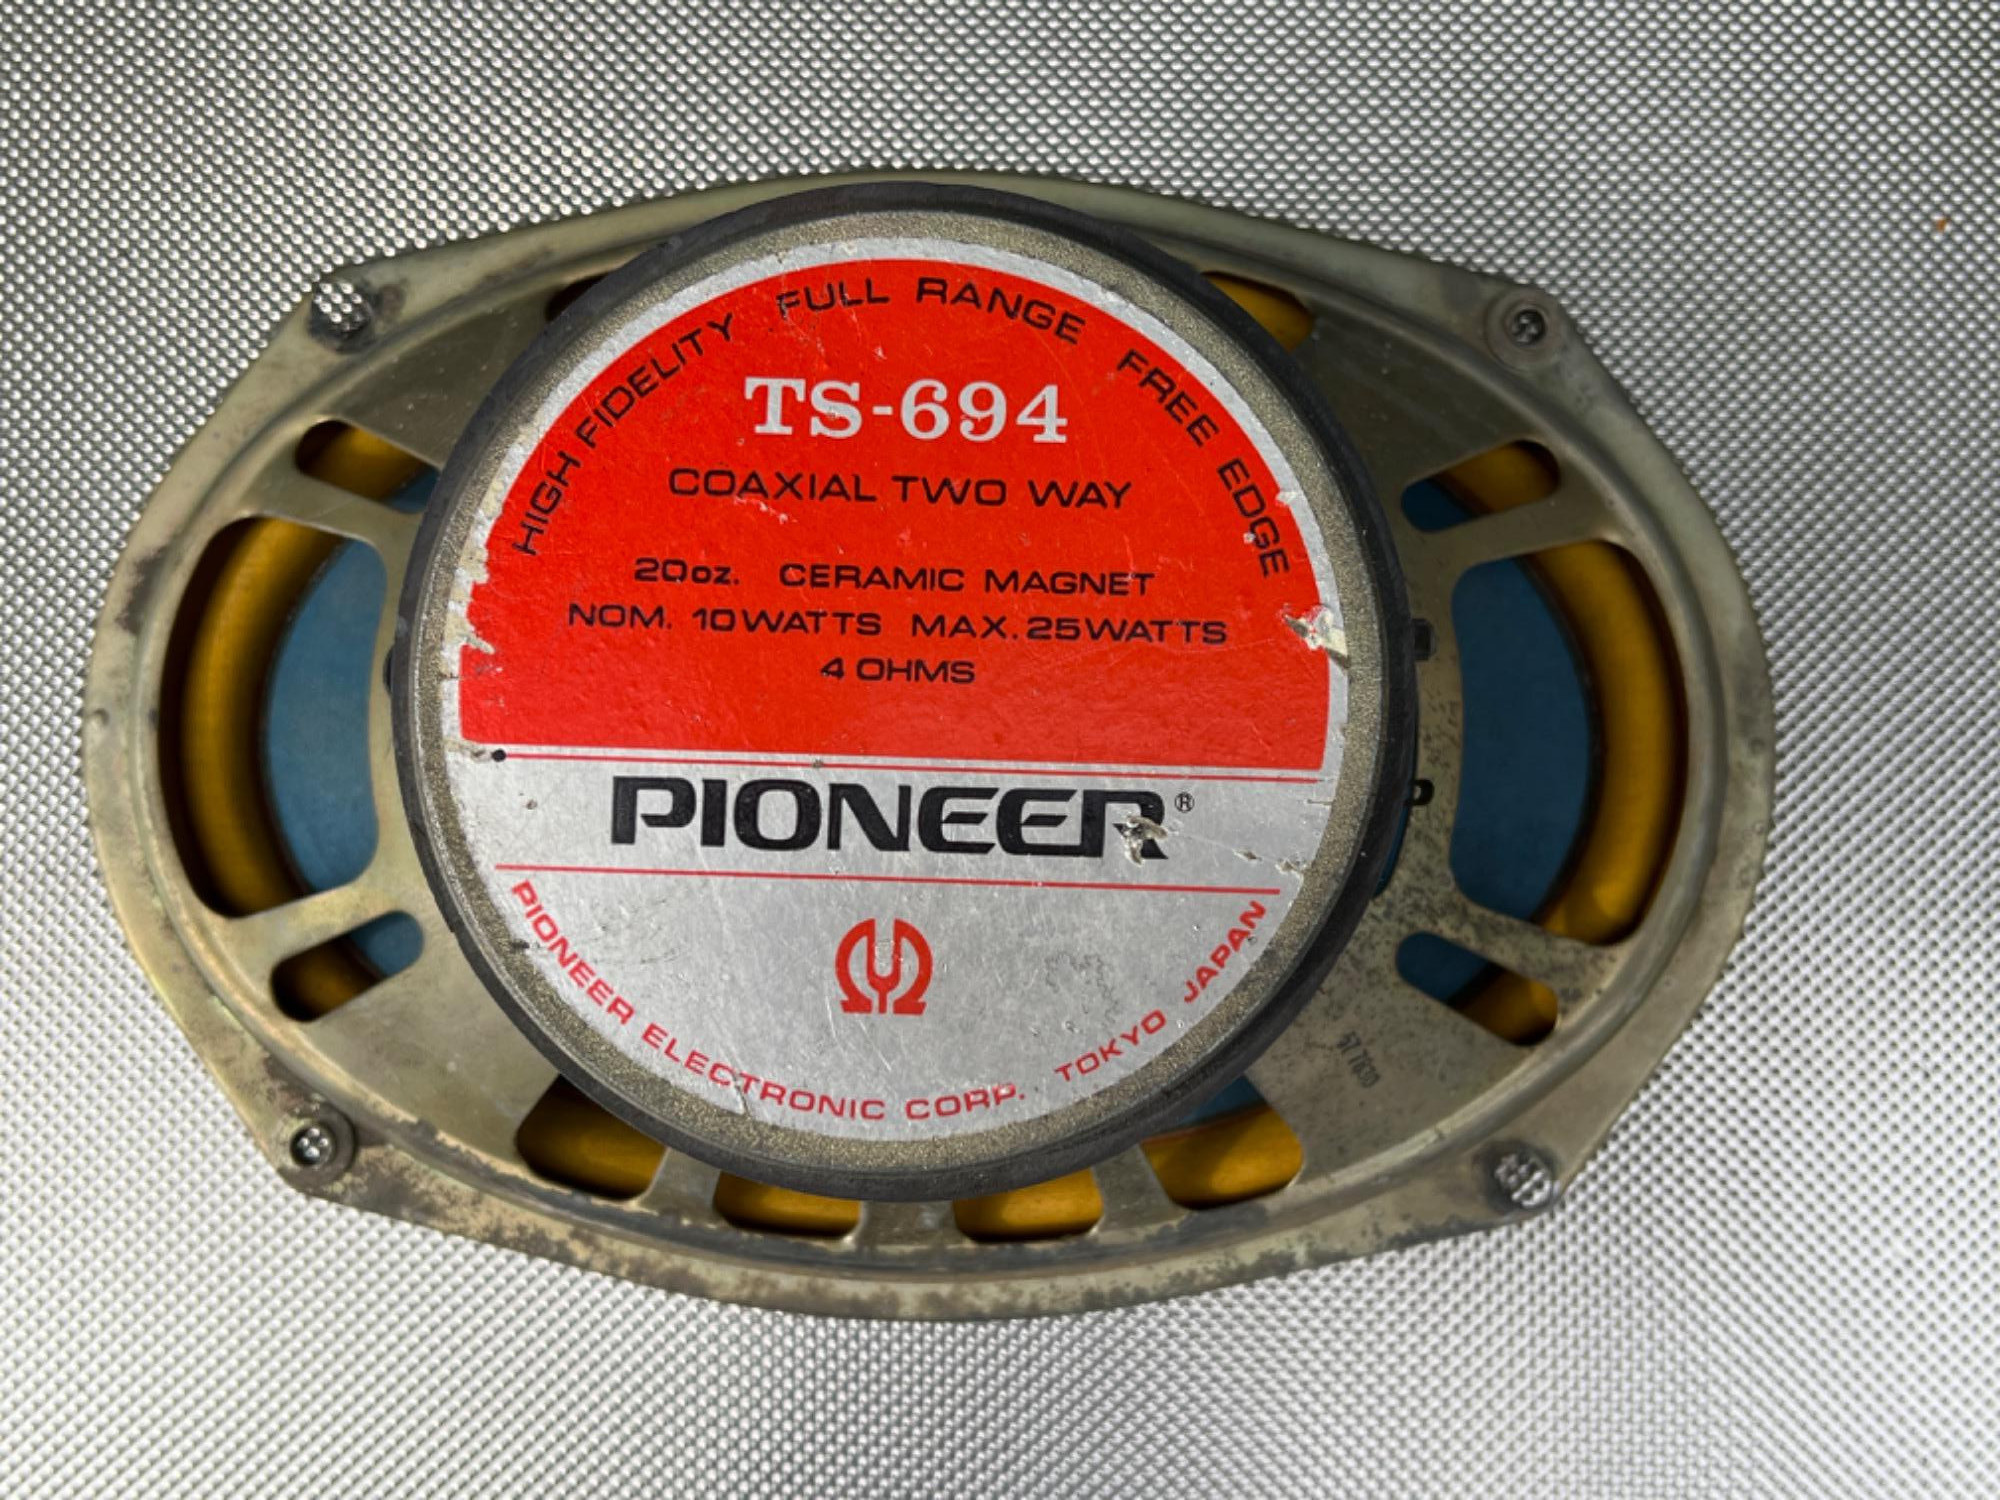 HIGH FIDELITY FULL RANGE FREE EDGE
TS-694
COAXIAL TWO WAY
20oz. CERAMIC MAGNET
NOM. 10WATTS MAX. 25WATTS
4 OHMS
PIONEER®
PIONEER ELECTRONIC CORP. TOKYO JAPAN